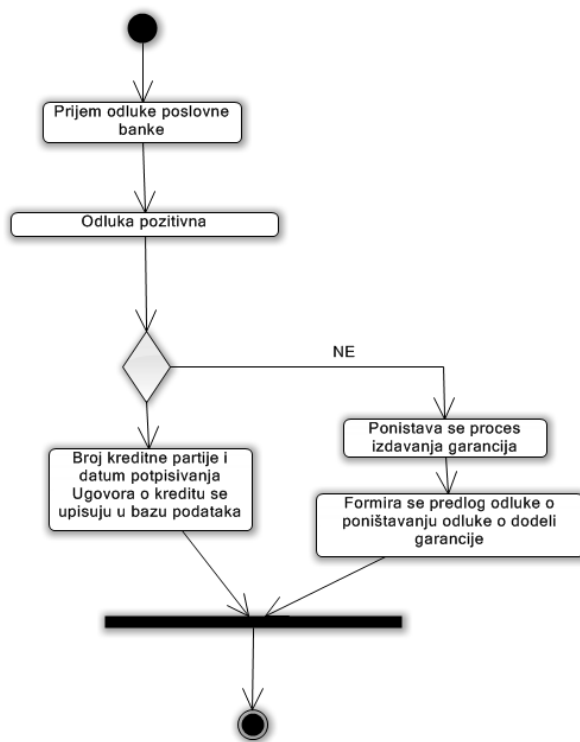 Prijem odluke poslovne
banke
Odluka pozitivna
NE
Broj kreditne partije i
datum potpisivanja
Ugovora o kreditu se
upisuju u bazu podataka
Ponistava se proces
izdavanja garancija
Formira se predlog odluke o
poništavanju odluke o dodeli
garancije